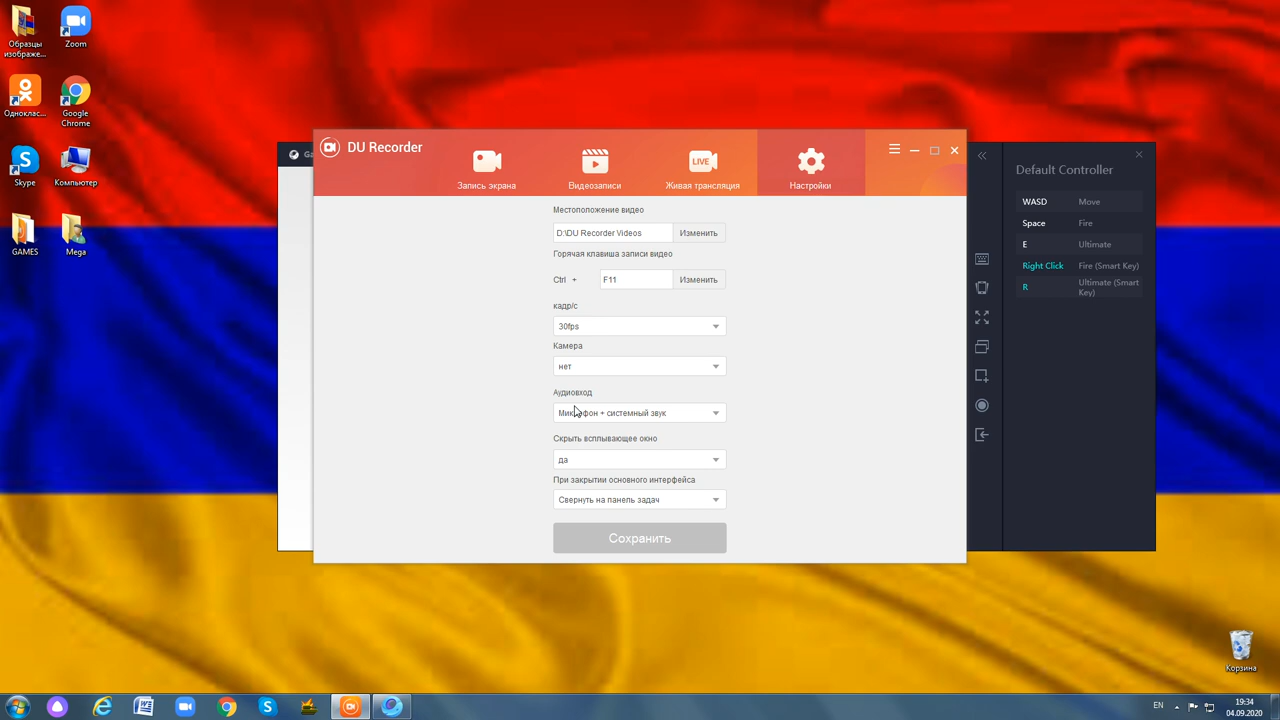 Образцы
изображе...
Zoom
Одноклас...
Google
Chrome
Skype
Компьютер
GAMES
Mega
DU Recorder
Запись экрана
Видеозаписи
LIVE
Живая трансляция
Настройки
Местоположение видео
D:\DU Recorder Videos
Изменить
Горячая клавиша записи видео
Ctrl +
F11
Изменить
кадр/с
30fps
Камера
нет
Аудиовход
Микрофон + системный звук
Скрыть всплывающее окно
да
При закрытии основного интерфейса
Свернуть на панель задач
Сохранить
Default Controller
WASD Move
Space Fire
E Ultimate
Right Click Fire (Smart Key)
R Ultimate (Smart
Key)
Корзина
EN
19:34
04.09.2020